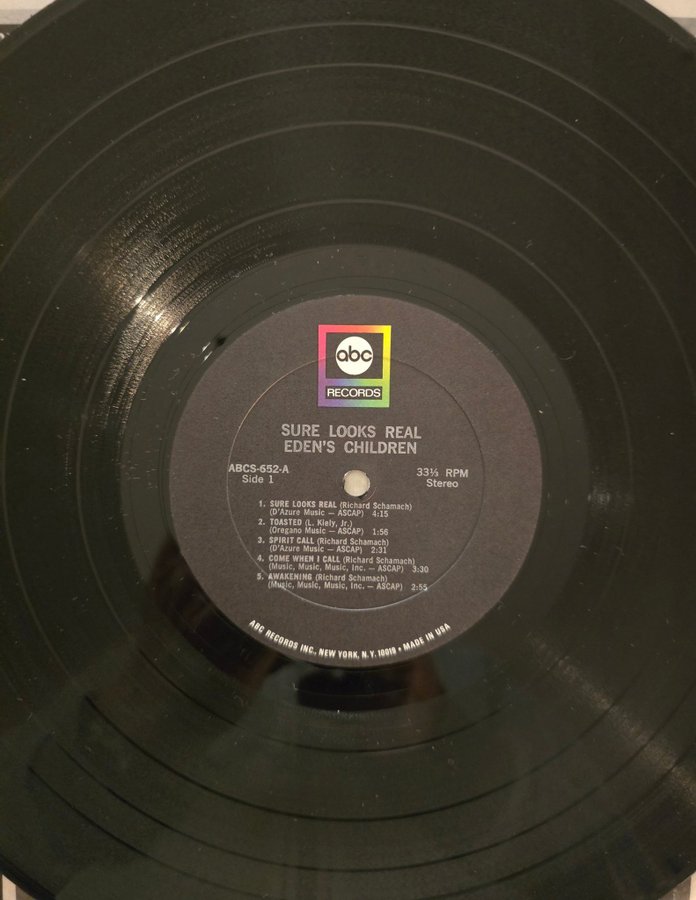 abc
RECORDS
SURE LOOKS REAL
EDEN'S CHILDREN
ABCS-652-A
Side 1
33⅓ RPM
Stereo
1. SURE LOOKS REAL (Richard Schamach)
(D'Azure Music — ASCAP) 4:15
2. TOASTED (L. Kiely, Jr.)
(Oregano Music — ASCAP) 1:56
3. SPIRIT CALL (Richard Schamach)
(D'Azure Music — ASCAP) 2:31
4. COME WHEN I CALL (Richard Schamach)
(Music, Music, Music, Inc. — ASCAP) 3:30
5. AWAKENING (Richard Schamach)
(Music, Music, Music, Inc. — ASCAP) 2:55
ABC RECORDS INC., NEW YORK, N.Y. 10019 • MADE IN USA